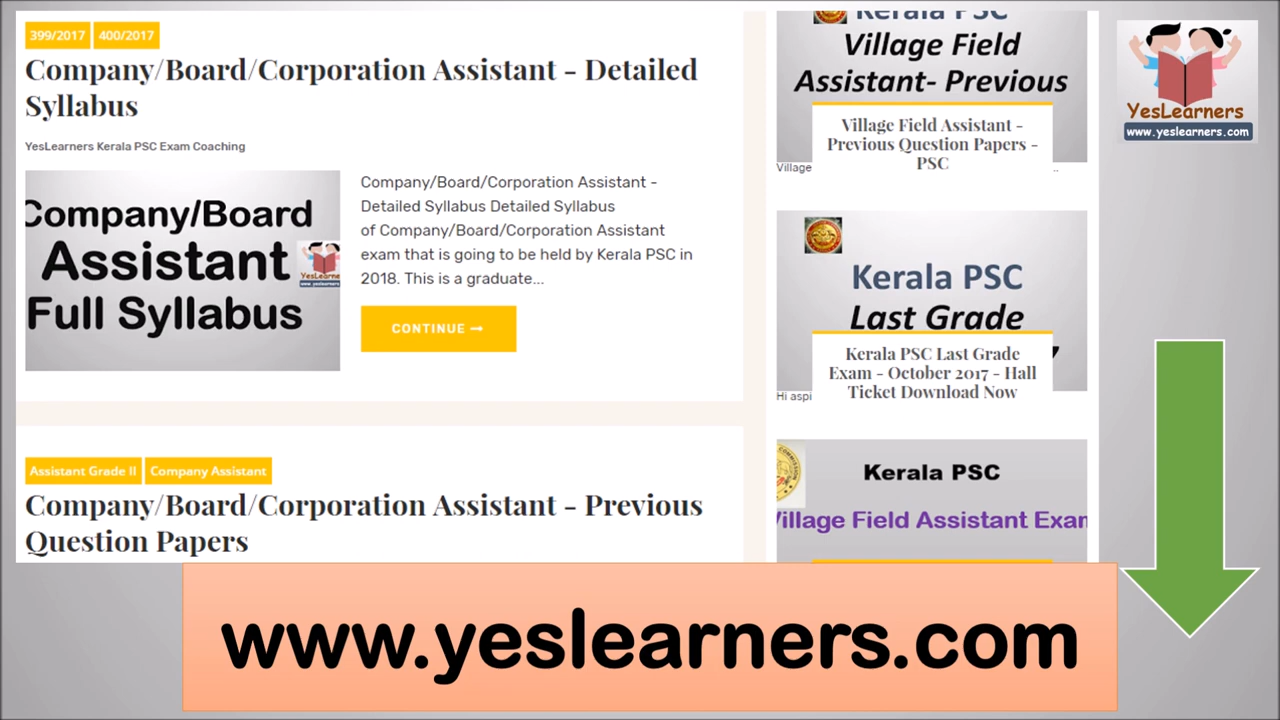 399/2017 400/2017
Company/Board/Corporation Assistant - Detailed
Syllabus
YesLearners Kerala PSC Exam Coaching
Company/Board
Assistant
Full Syllabus
YesLearners
Company/Board/Corporation Assistant -
Detailed Syllabus Detailed Syllabus
of Company/Board/Corporation Assistant
exam that is going to be held by Kerala PSC in
2018. This is a graduate...
CONTINUE
Assistant Grade II Company Assistant
Company/Board/Corporation Assistant - Previous
Question Papers
Kerala PSC
Village Field
Assistant- Previous
Village Field Assistant -
Previous Question Papers -
PSC
Village ..
Kerala PSC
Last Grade
Kerala PSC Last Grade
Exam - October 2017 - Hall
Ticket Download Now
Hi aspi
Kerala PSC
Village Field Assistant Exam
YesLearners
www.yeslearners.com
www.yeslearners.com